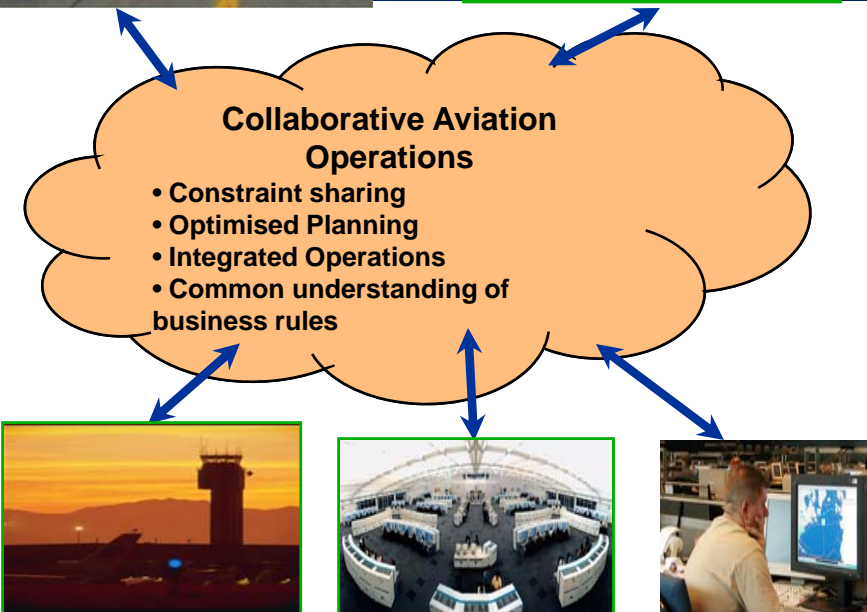 Collaborative Aviation
Operations
• Constraint sharing
• Optimised Planning
• Integrated Operations
• Common understanding of
business rules